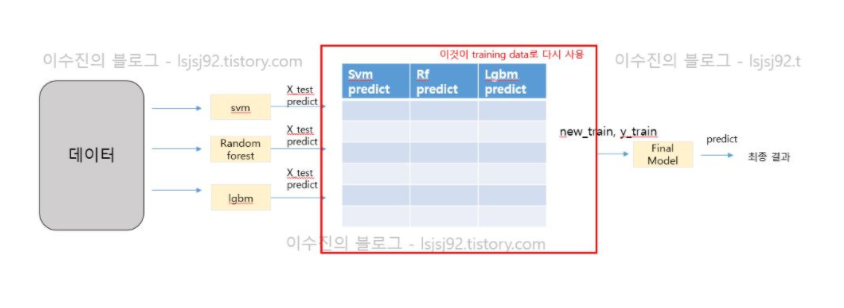 이것이 training data로 다시 사용
이수진의 블로그 - lsjsj92.tistory.com
이수진의 블로그 - lsjsj92.t
데이터
svm
Random
forest
lgbm
X_test
predict
X_test
predict
X_test
predict
Svm
predict
Rf
predict
Lgbm
predict
new_train, y_train
Final
Model
predict
최종 결과
이수진의 블로그 - lsjsj92.tistory.com